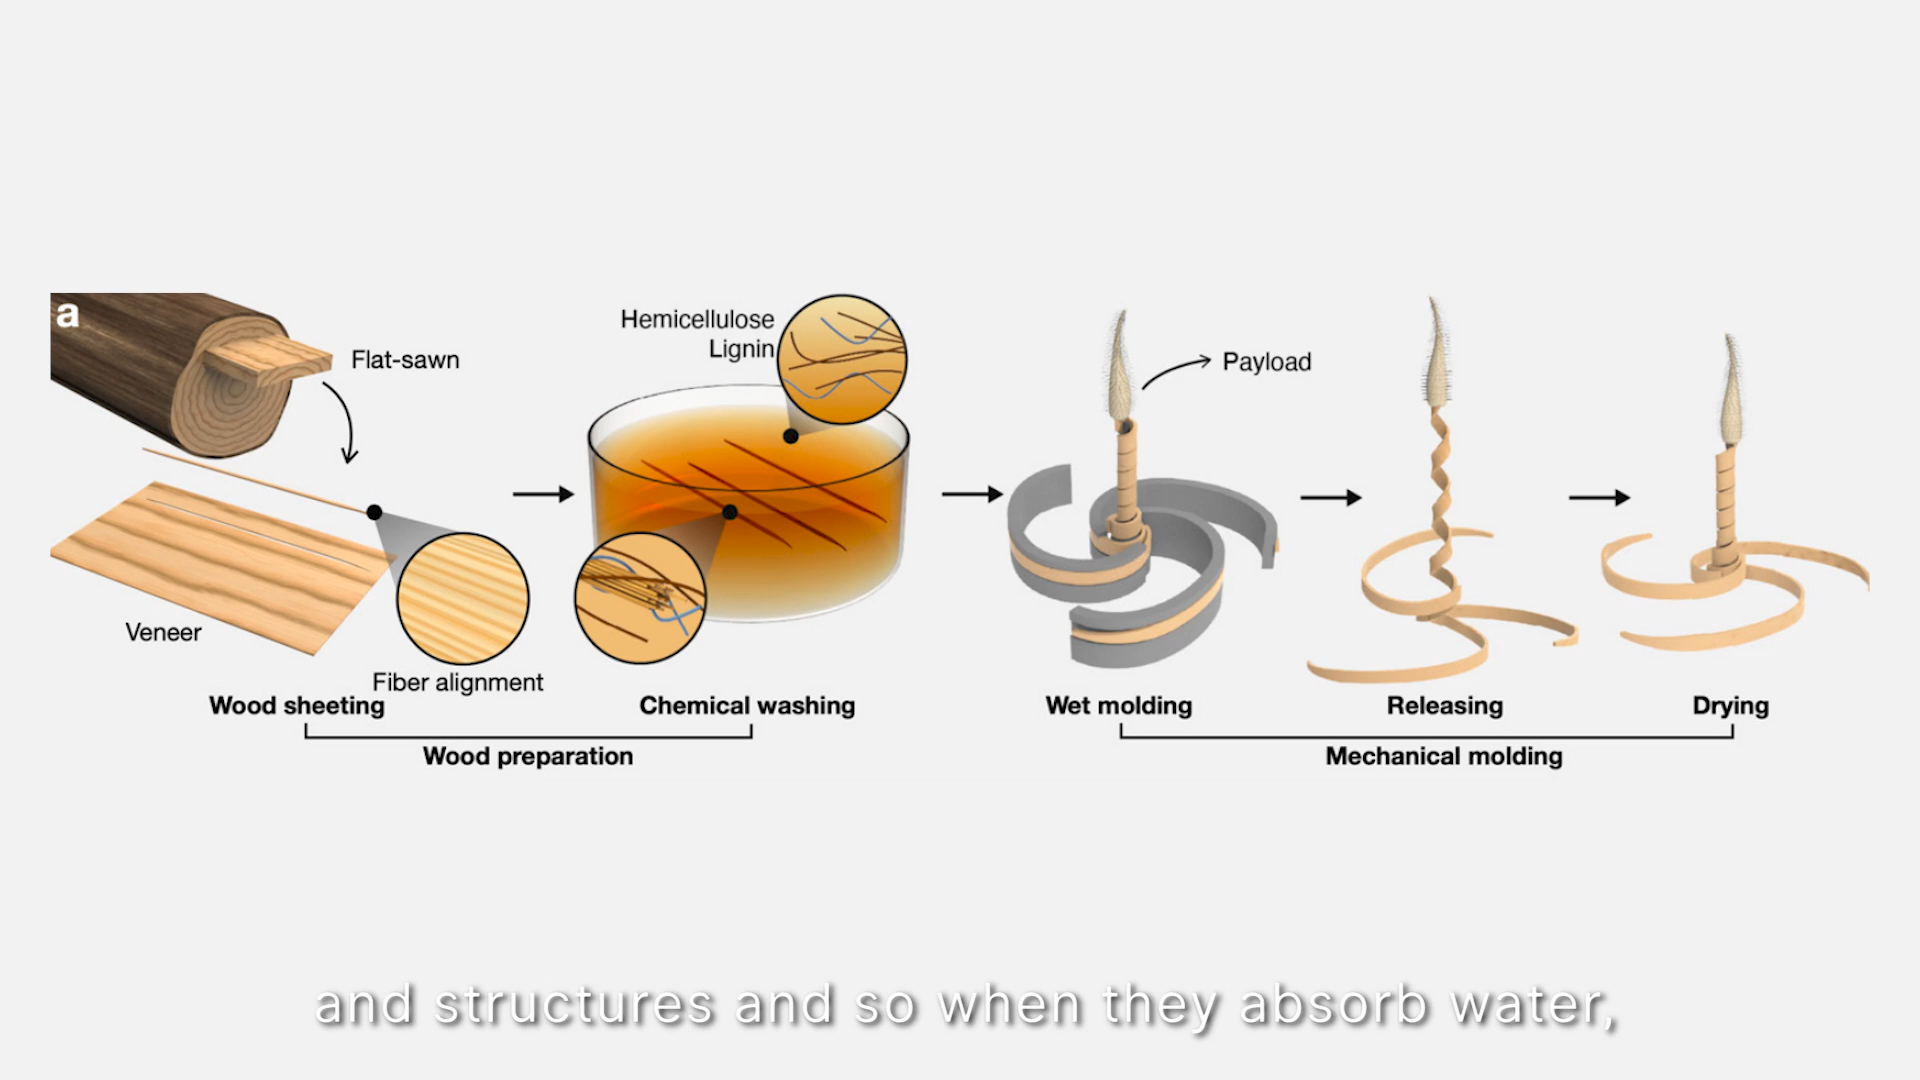 a
Flat-sawn
Veneer
Fiber alignment
Wood sheeting
Hemicellulose
Lignin
Chemical washing
Wood preparation
Payload
Wet molding
Releasing
Drying
Mechanical molding
and structures and so when they absorb water,